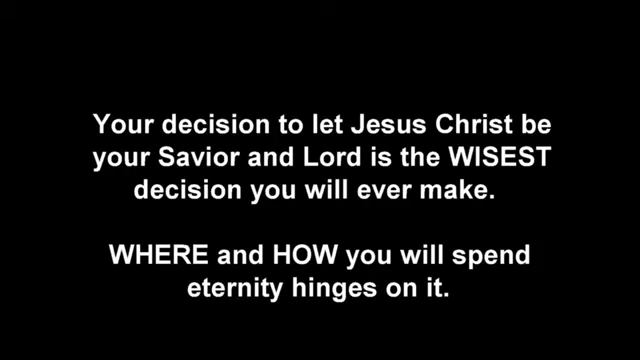 Your decision to let Jesus Christ be
your Savior and Lord is the WISEST
decision you will ever make.
WHERE and HOW you will spend
eternity hinges on it.